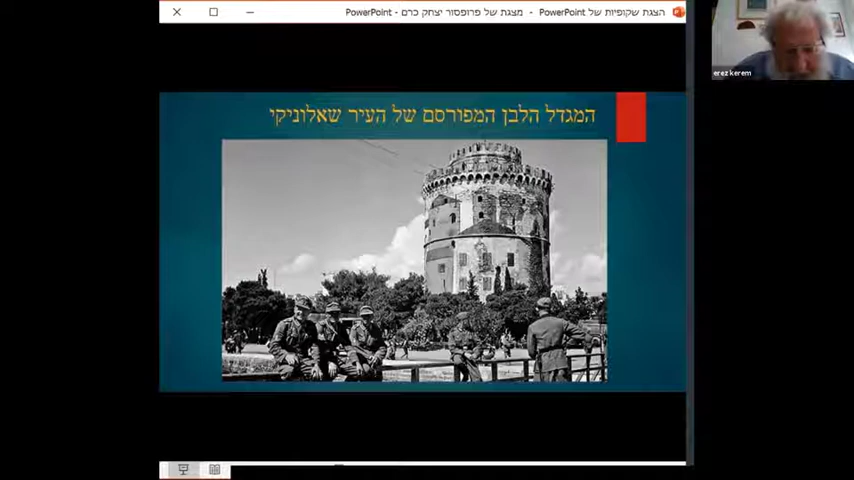 הצגת שקופיות של PowerPoint - מצגת של פרופסור יצחק כרם - PowerPoint
erez kerem
המגדל הלבן המפורסם של העיר שאלוניקי